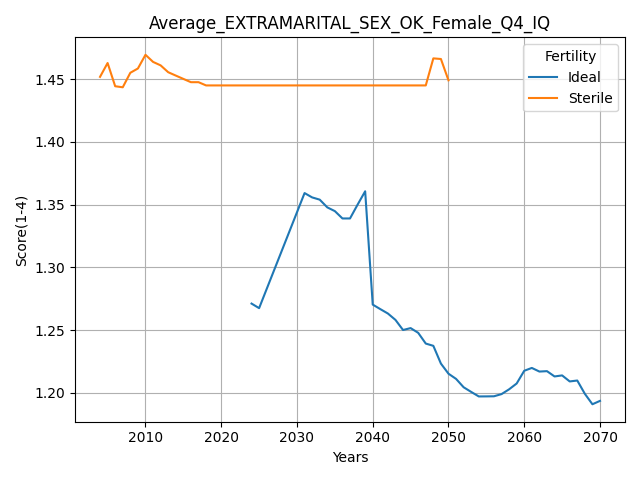 Average_EXTRAMARITAL_SEX_OK_Female_Q4_IQ
Fertility
Ideal
Sterile
Score(1-4)
1.45
1.40
1.35
1.30
1.25
1.20
2010 2020 2030 2040 2050 2060 2070
Years